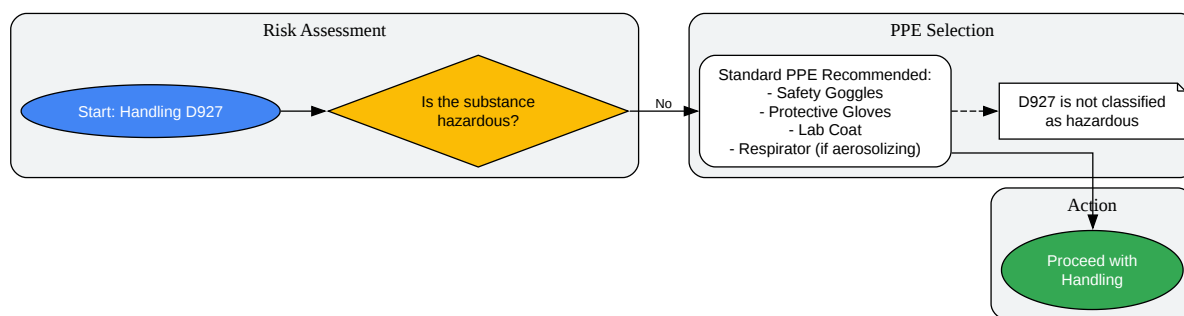 Risk Assessment
Start: Handling D927
Is the substance
hazardous?
No
PPE Selection
Standard PPE Recommended:
- Safety Goggles
- Protective Gloves
- Lab Coat
- Respirator (if aerosolizing)
D927 is not classified
as hazardous
Action
Proceed with
Handling